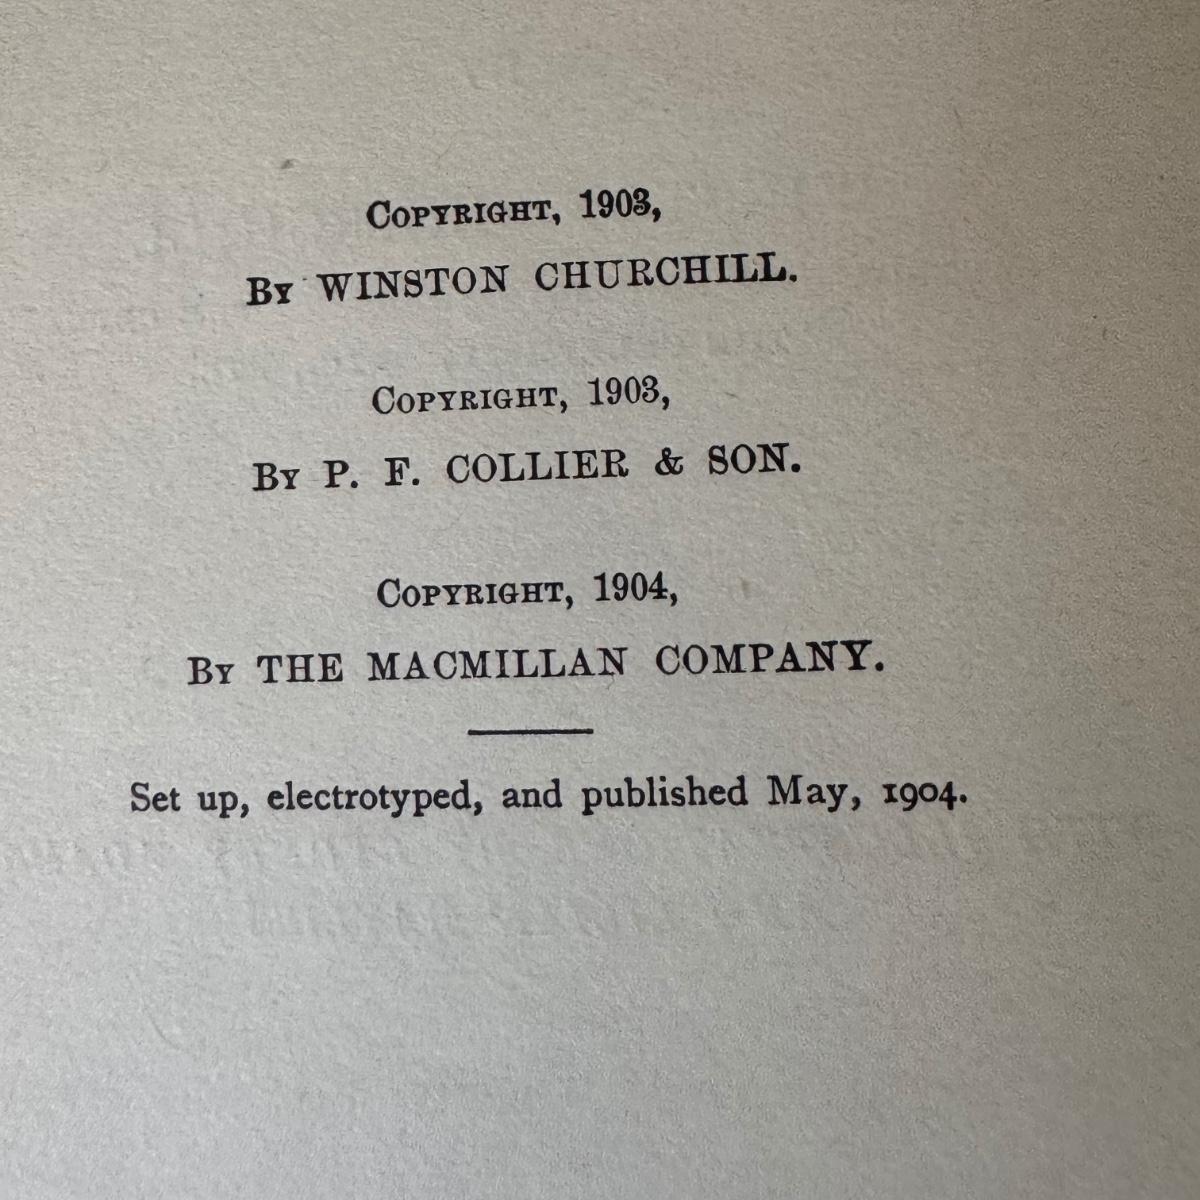 COPYRIGHT, 1903,
BY WINSTON CHURCHILL.
COPYRIGHT, 1903,
BY P. F. COLLIER & SON.
COPYRIGHT, 1904,
BY THE MACMILLAN COMPANY.
Set up, electrotyped, and published May, 1904.